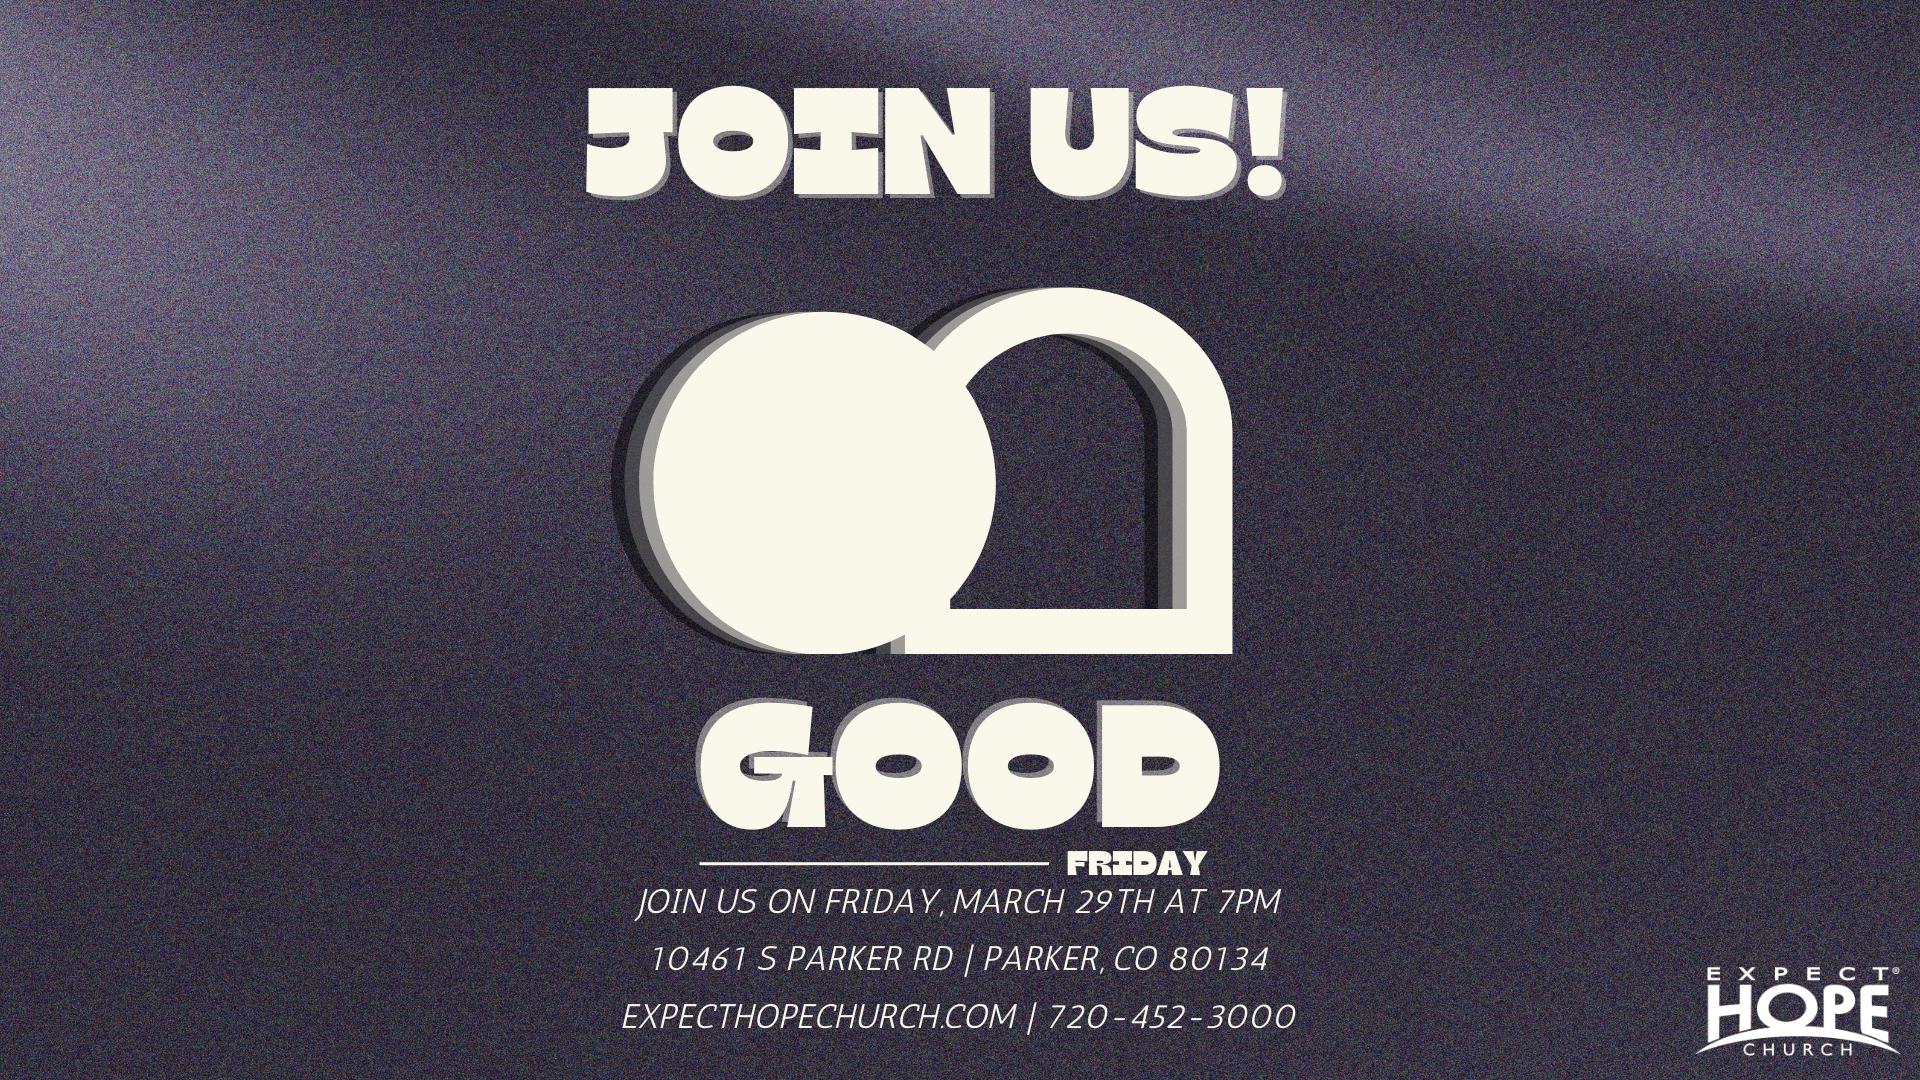 JOIN US!
GOOD
FRIDAY
JOIN US ON FRIDAY, MARCH 29TH AT 7PM
10461 S PARKER RD | PARKER, CO 80134
EXPECTHOPECHURCH.COM | 720-452-3000
EXPECT®
HOPE
CHURCH